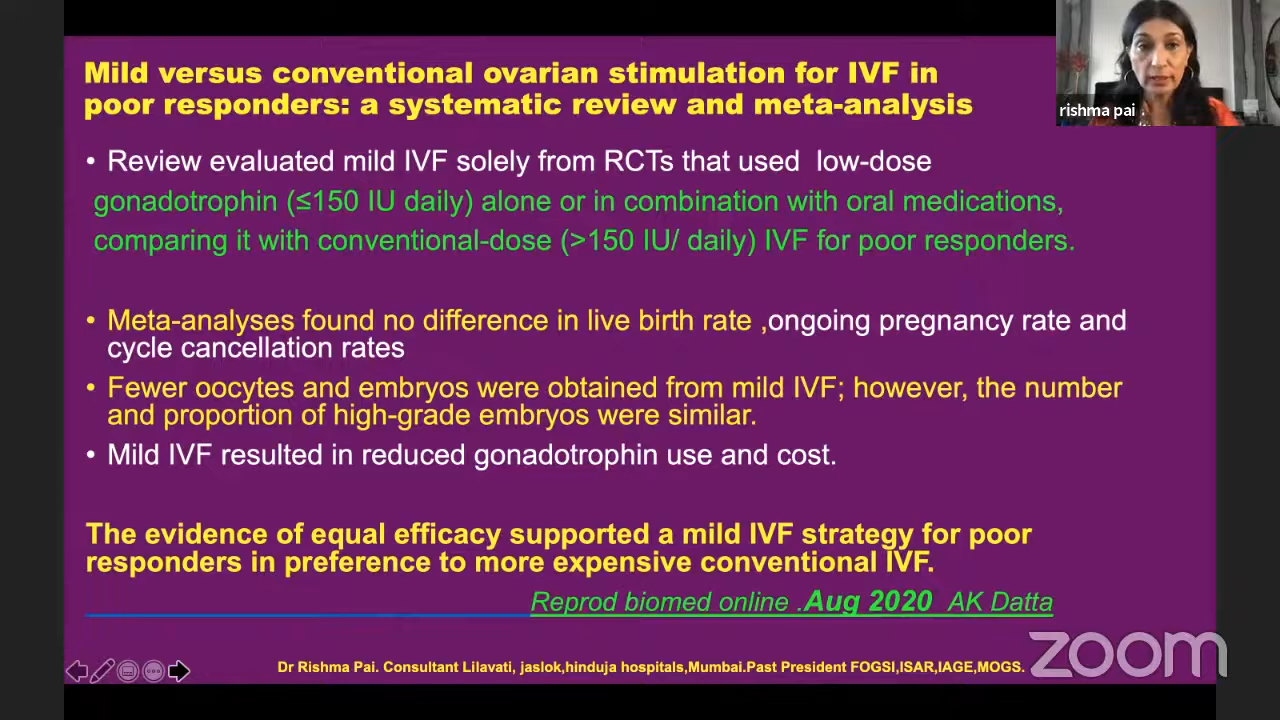 Mild versus conventional ovarian stimulation for IVF in
poor responders: a systematic review and meta-analysis
rishma pai
• Review evaluated mild IVF solely from RCTs that used low-dose
gonadotrophin (≤150 IU daily) alone or in combination with oral medications,
comparing it with conventional-dose (>150 IU/ daily) IVF for poor responders.
• Meta-analyses found no difference in live birth rate ,ongoing pregnancy rate and
cycle cancellation rates
• Fewer oocytes and embryos were obtained from mild IVF; however, the number
and proportion of high-grade embryos were similar.
• Mild IVF resulted in reduced gonadotrophin use and cost.
The evidence of equal efficacy supported a mild IVF strategy for poor
responders in preference to more expensive conventional IVF.
Reprod biomed online .Aug 2020 AK Datta
Dr Rishma Pai. Consultant Lilavati, jaslok,hinduja hospitals,Mumbai.Past President FOGSI,ISAR,IAGE,MOGS.
zoom